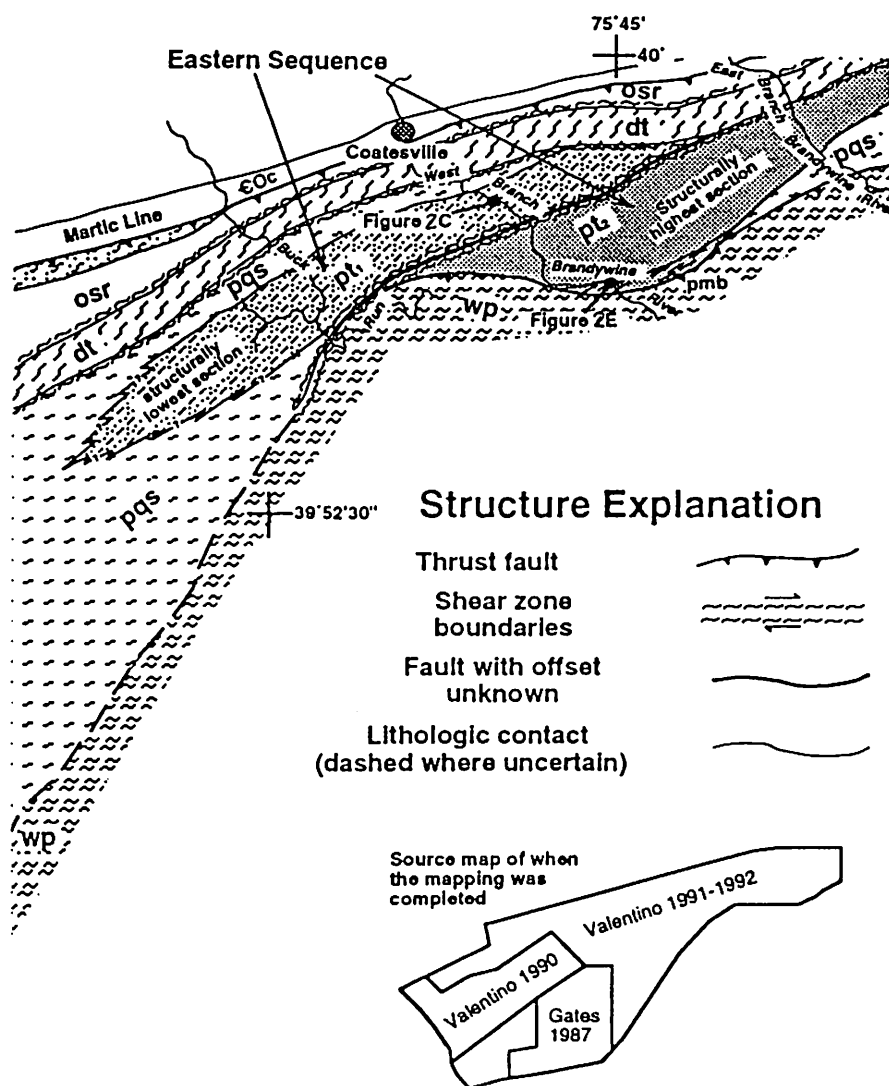 75°45'
40°
Eastern Sequence
East
Branch
Brandywine
River
osr
dt
pqs
Coatesville
West
Branch
Structurally
highest section
€Oc
Martic Line
Figure 2C
pt₂
Buck
Run
pqs
pt₁
Brandywine
River
pmb
osr
wp
Figure 2E
dt
structurally
lowest section
pqs
39°52'30"
wp
Structure Explanation
Thrust fault
Shear zone
boundaries
Fault with offset
unknown
Lithologic contact
(dashed where uncertain)
Source map of when
the mapping was
completed
Valentino 1991-1992
Valentino 1990
Gates
1987